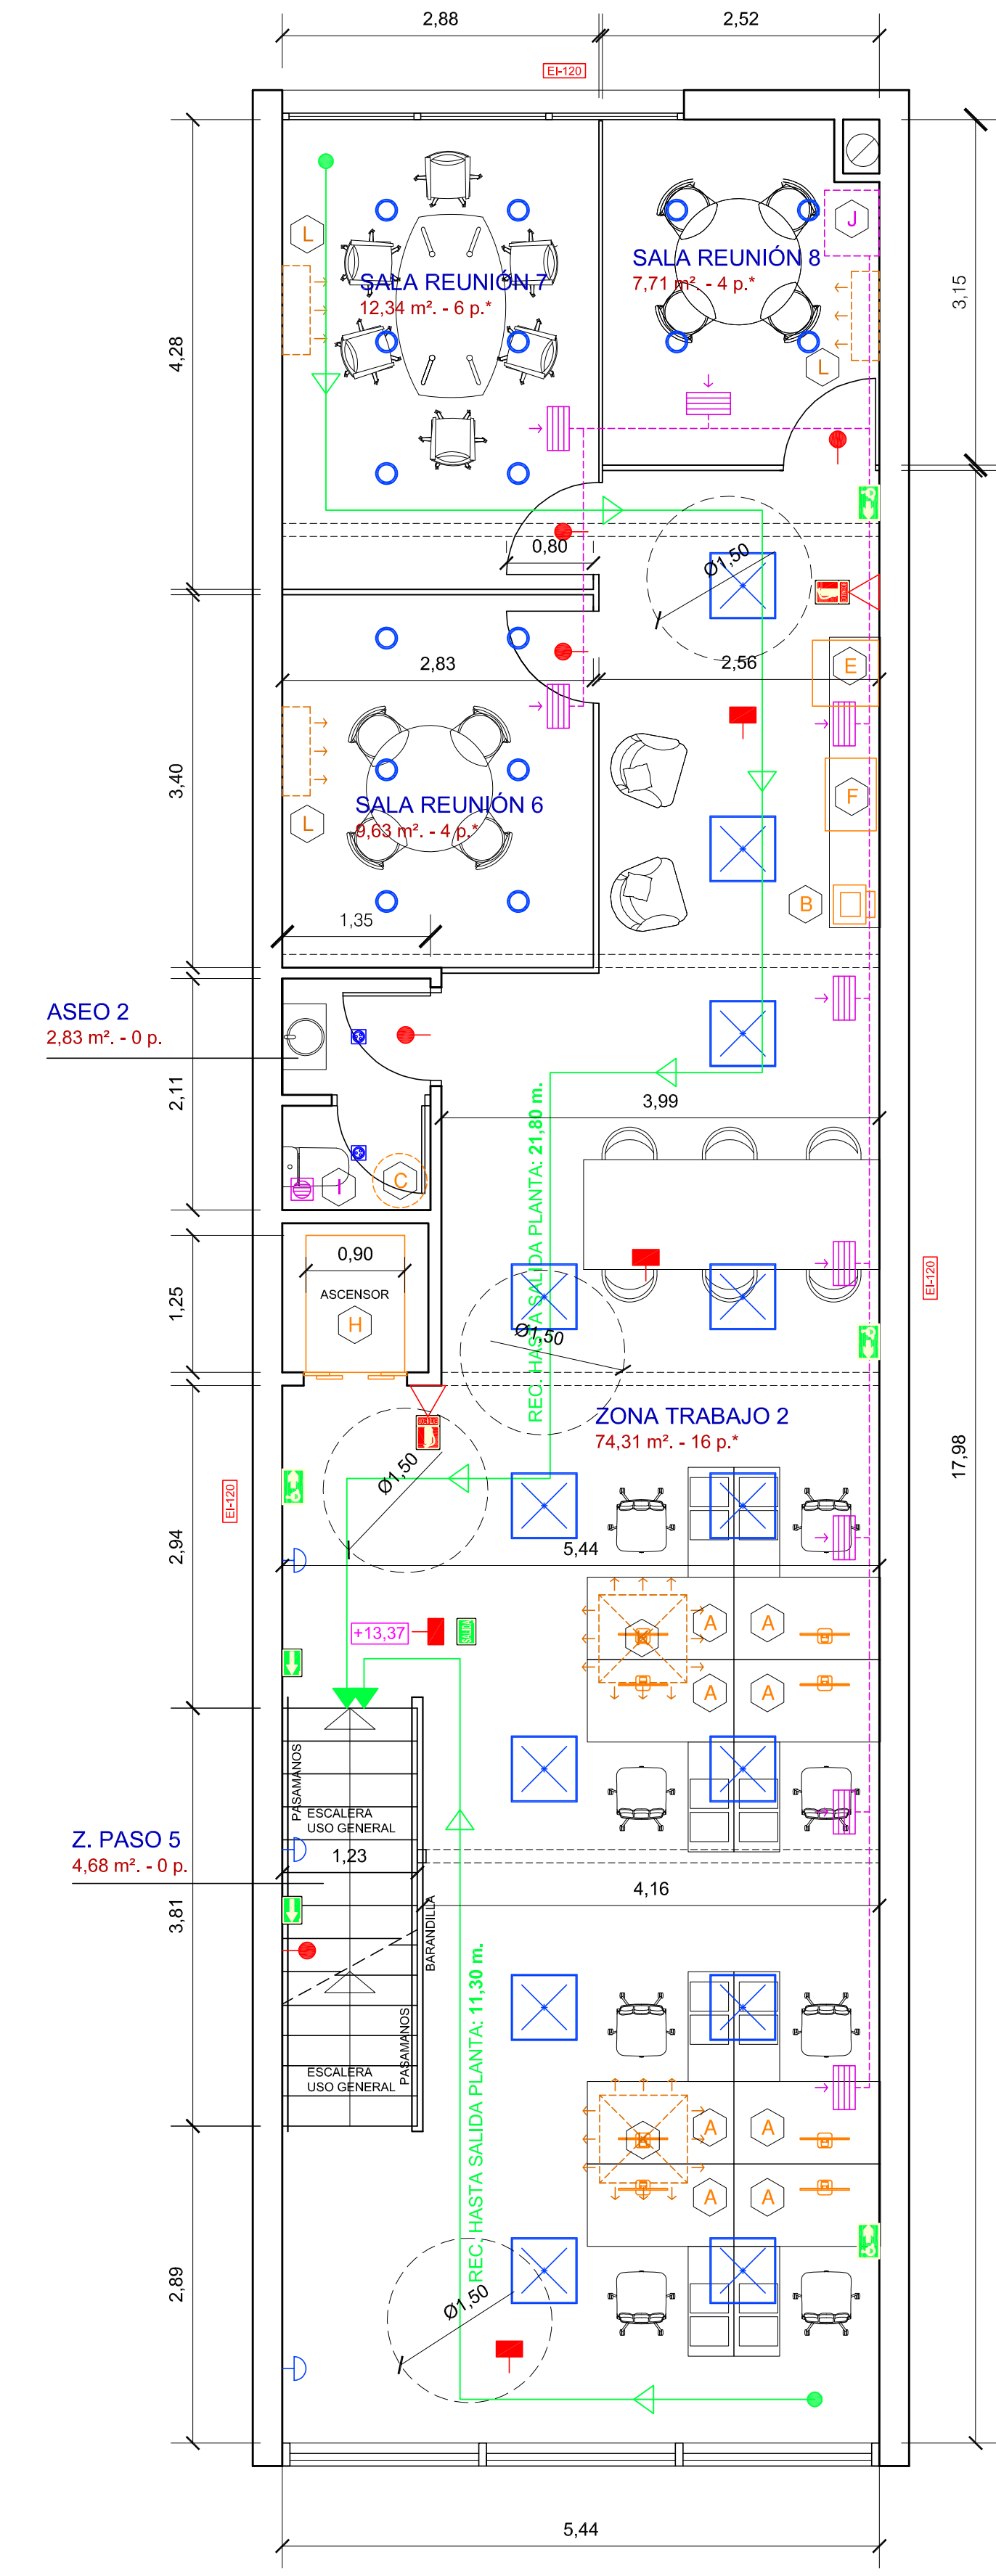 2,88
2,52
EI-120
L
J
SALA REUNIÓN 7
12,34 m². - 6 p.*
SALA REUNIÓN 8
7,71 m². - 4 p.*
3,15
4,28
L
0,80
Ø1,50
2,83
2,56
E
3,40
F
SALA REUNIÓN 6
9,63 m². - 4 p.*
L
B
1,35
ASEO 2
2,83 m². - 0 p.
2,11
3,99
REC. HASTA SALIDA PLANTA: 21,80 m.
I
C
0,90
ASCENSOR
H
1,25
EI-120
Ø1,50
ZONA TRABAJO 2
74,31 m². - 16 p.*
17,98
Ø1,50
EI-120
2,94
5,44
+13,37
SALIDA
K
A
A
A
A
PASAMANOS
ESCALERA
USO GENERAL
Z. PASO 5
4,68 m². - 0 p.
1,23
4,16
3,81
BARANDILLA
REC. HASTA SALIDA PLANTA: 11,30 m.
PASAMANOS
ESCALERA
USO GENERAL
K
A
A
A
A
2,89
Ø1,50
5,44